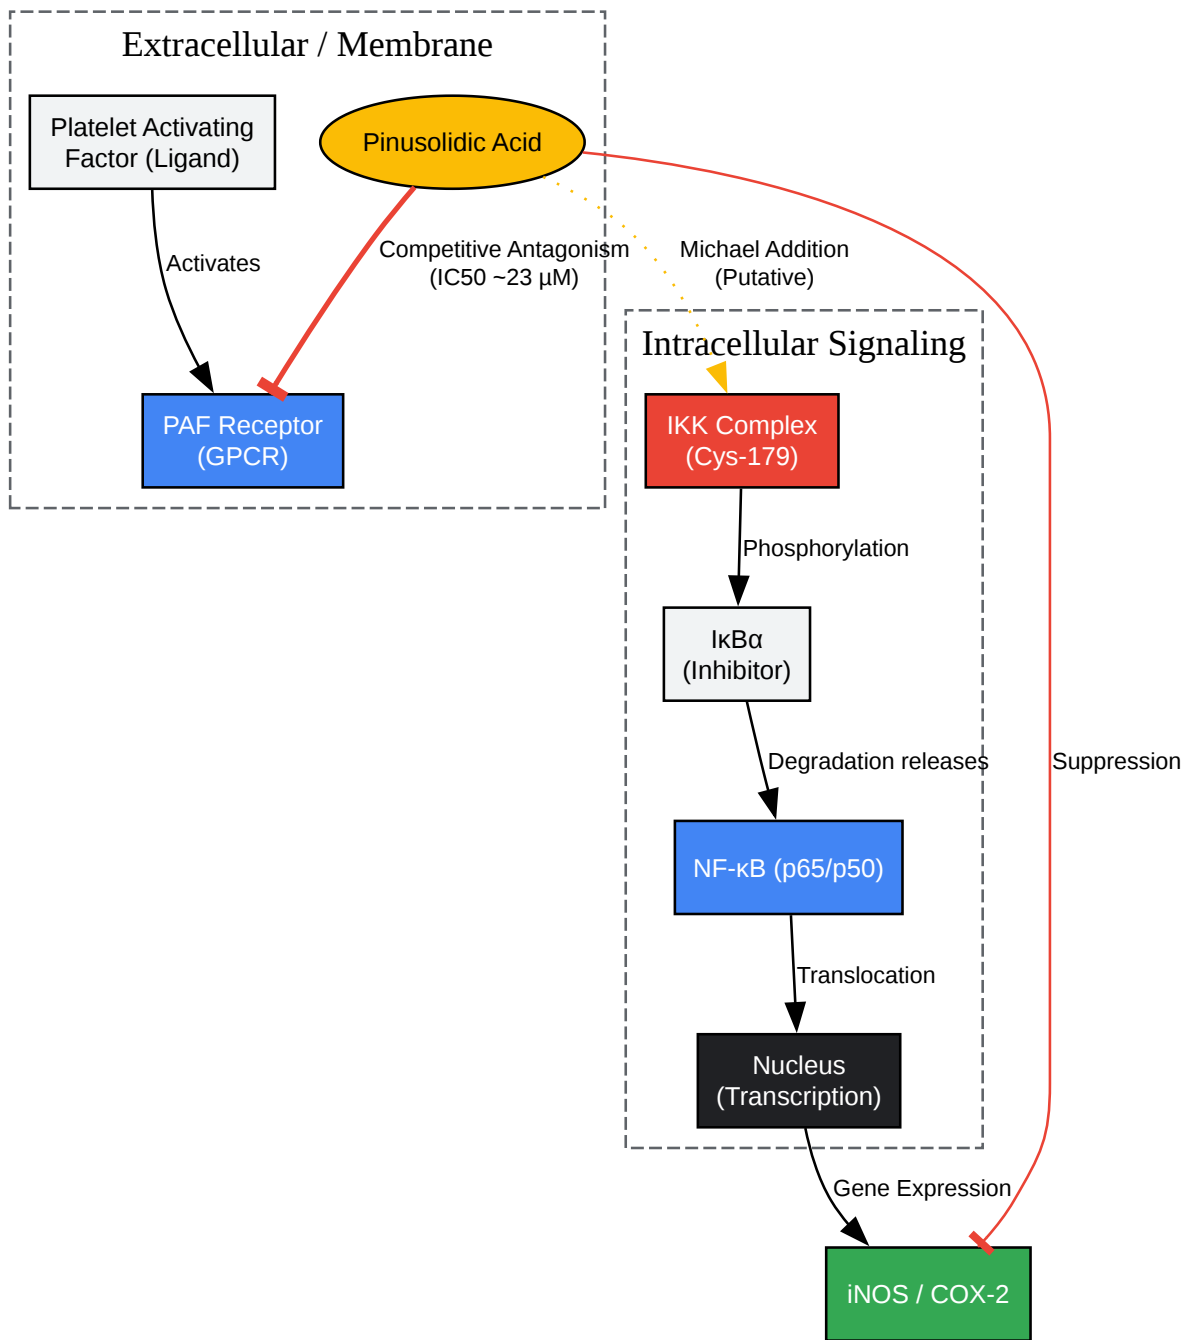 Extracellular / Membrane
Platelet Activating
Factor (Ligand)
Pinusolidic Acid
Activates
Competitive Antagonism
(IC50 ~23 µM)
Michael Addition
(Putative)
PAF Receptor
(GPCR)
Intracellular Signaling
IKK Complex
(Cys-179)
Phosphorylation
IκBα
(Inhibitor)
Degradation releases
Suppression
NF-κB (p65/p50)
Translocation
Nucleus
(Transcription)
Gene Expression
iNOS / COX-2